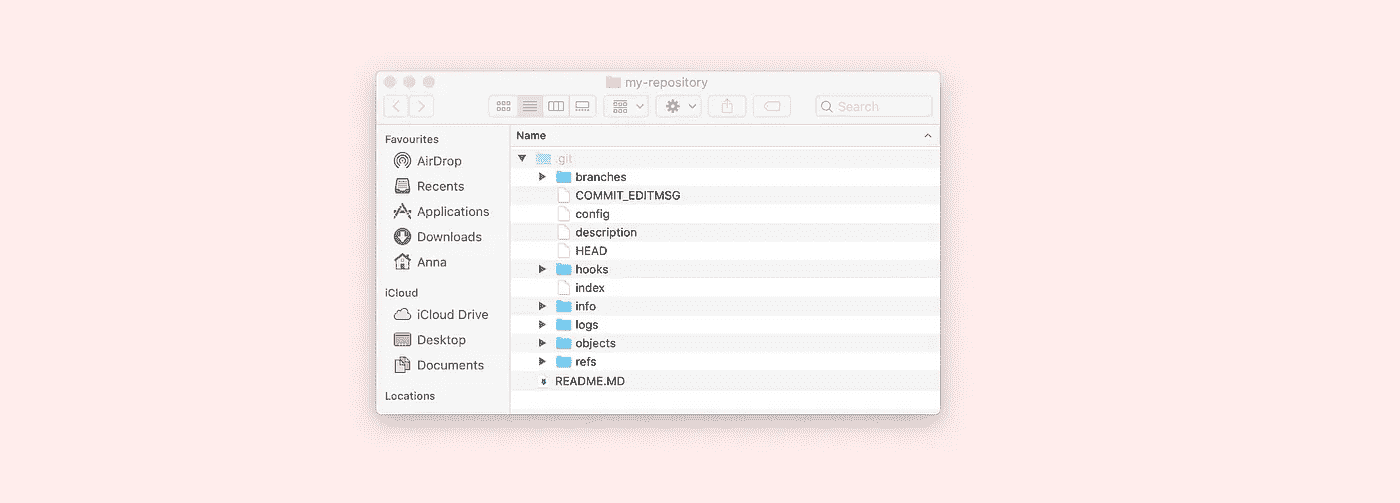 my-repository
Search
Favourites
AirDrop
Recents
Applications
Downloads
Anna
iCloud
iCloud Drive
Desktop
Documents
Locations
Name
.git
branches
COMMIT_EDITMSG
config
description
HEAD
hooks
index
info
logs
objects
refs
README.MD